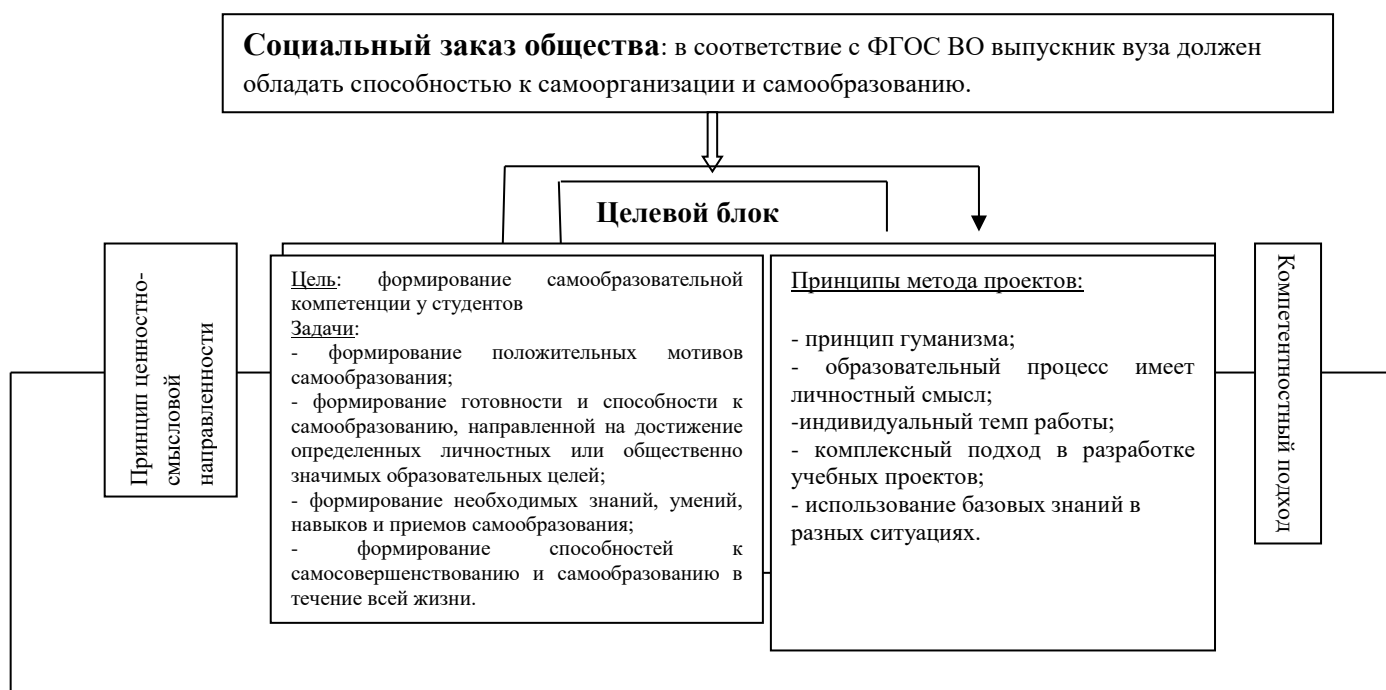 Социальный заказ общества: в соответствие с ФГОС ВО выпускник вуза должен
обладать способностью к самоорганизации и самообразованию.
Целевой блок
Принцип ценностно-
смысловой
направленности
Цель: формирование самообразовательной
компетенции у студентов
Задачи:
- формирование положительных мотивов
самообразования;
- формирование готовности и способности к
самообразованию, направленной на достижение
определенных личностных или общественно
значимых образовательных целей;
- формирование необходимых знаний, умений,
навыков и приемов самообразования;
- формирование способностей к
самосовершенствованию и самообразованию в
течение всей жизни.
Принципы метода проектов:
- принцип гуманизма;
- образовательный процесс имеет
личностный смысл;
-индивидуальный темп работы;
- комплексный подход в разработке
учебных проектов;
- использование базовых знаний в
разных ситуациях.
Компетентностный подход